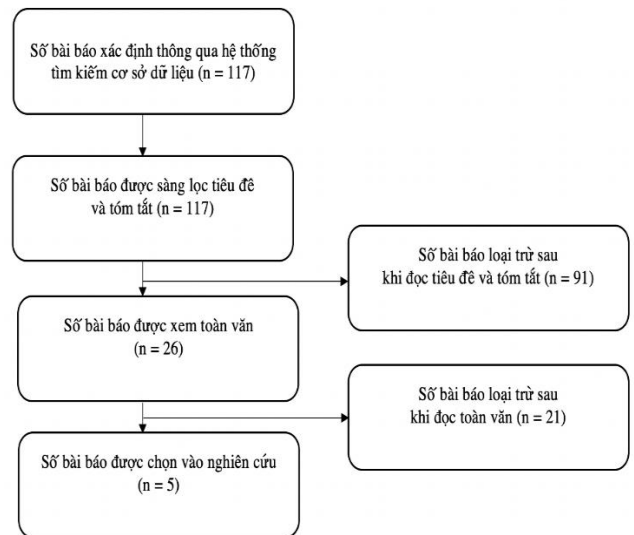 Số bài báo xác định thông qua hệ thống
tìm kiếm cơ sở dữ liệu (n = 117)
Số bài báo được sàng lọc tiêu đề
và tóm tắt (n = 117)
Số bài báo loại trừ sau
khi đọc tiêu đề và tóm tắt (n = 91)
Số bài báo được xem toàn văn
(n = 26)
Số bài báo loại trừ sau
khi đọc toàn văn (n = 21)
Số bài báo được chọn vào nghiên cứu
(n = 5)